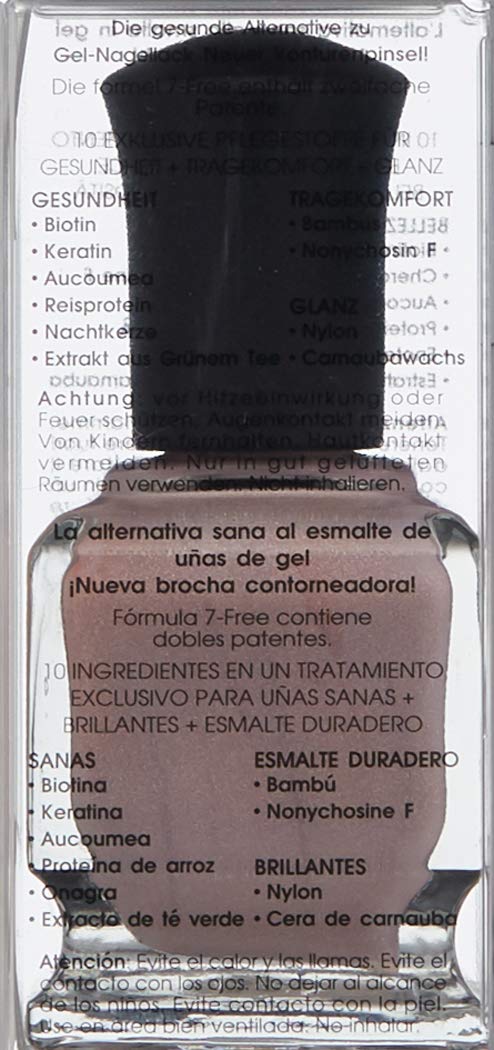 Die gesunde Alternative zu
Gel-Nagellack Neuer Konturenpinsel!
Die formel 7-Free enthält zweifache
Patente.
10 EXKLUSIVE PFLEGESTOFFE FÜR
GESUNDHEIT + TRAGEKOMFORT + GLANZ
GESUNDHEIT TRAGEKOMFORT
• Biotin • Bambus
• Keratin • Nonychosin F
• Aucoumea
• Reisprotein GLANZ
• Nachtkerze • Nylon
• Extrakt aus Grünem Tee • Carnaubawachs
Achtung: vor Hitzebinwirkung oder
Feuer schützen. Augenkontakt meiden.
Von Kindern fernhalten. Hautkontakt
vermeiden. Nur in gut gelüfteten
Räumen verwenden. Nicht inhalieren.
La alternativa sana al esmalte de
uñas de gel
¡Nueva brocha contorneadora!
Fórmula 7-Free contiene
dobles patentes.
10 INGREDIENTES EN UN TRATAMIENTO
EXCLUSIVO PARA UÑAS SANAS +
BRILLANTES + ESMALTE DURADERO
SANAS ESMALTE DURADERO
• Biotina • Bambú
• Keratina • Nonychosine F
• Aucoumea
• Proteína de arroz BRILLANTES
• Onagra • Nylon
• Extracto de té verde • Cera de carnauba
Atención: Evite el calor y las llamas. Evite el
contacto con los ojos. No dejar al alcance
de los niños. Evite contacto con la piel.
Use en área bien ventilada. No inhalar.